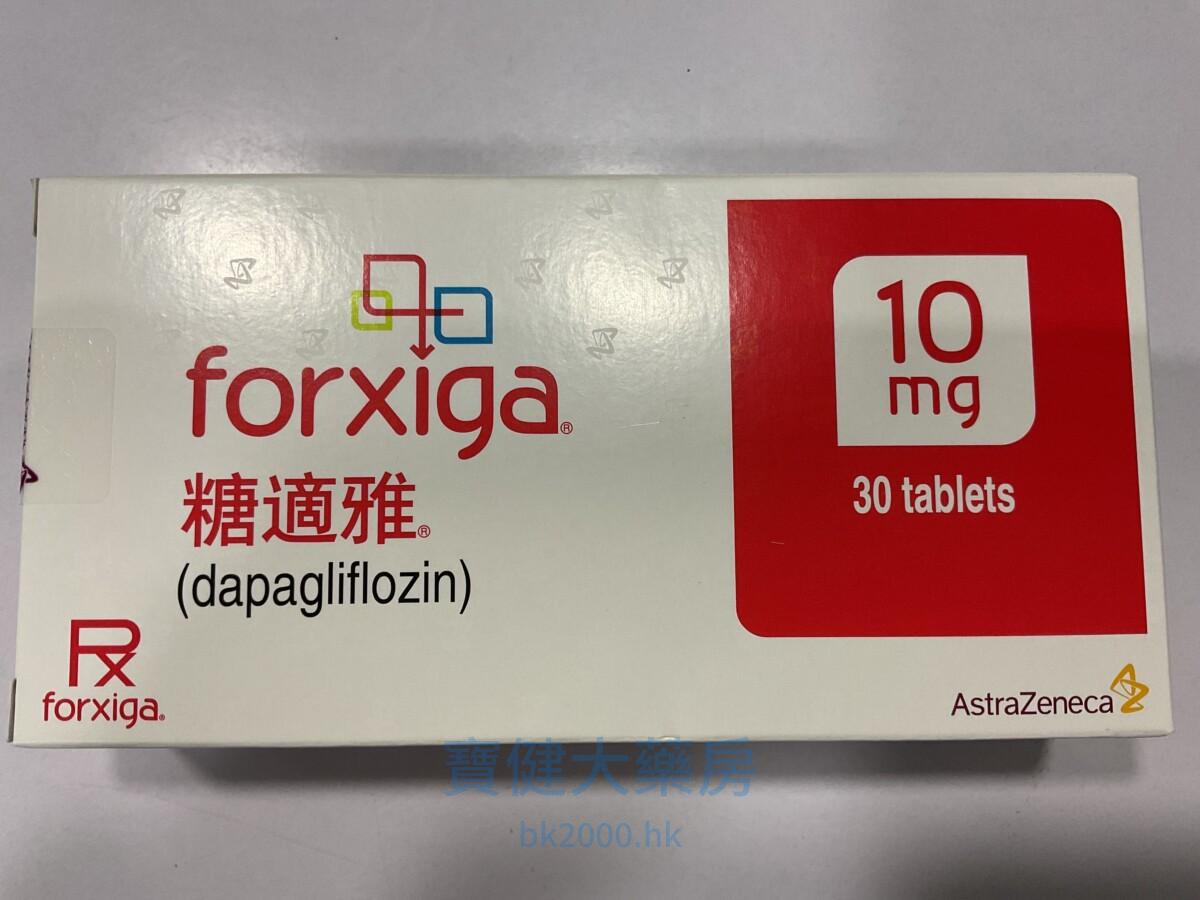 forxiga®
糖適雅®
(dapagliflozin)
10
mg
30 tablets
Rx
forxiga®
AstraZeneca
寶健大藥房
bk2000.hk